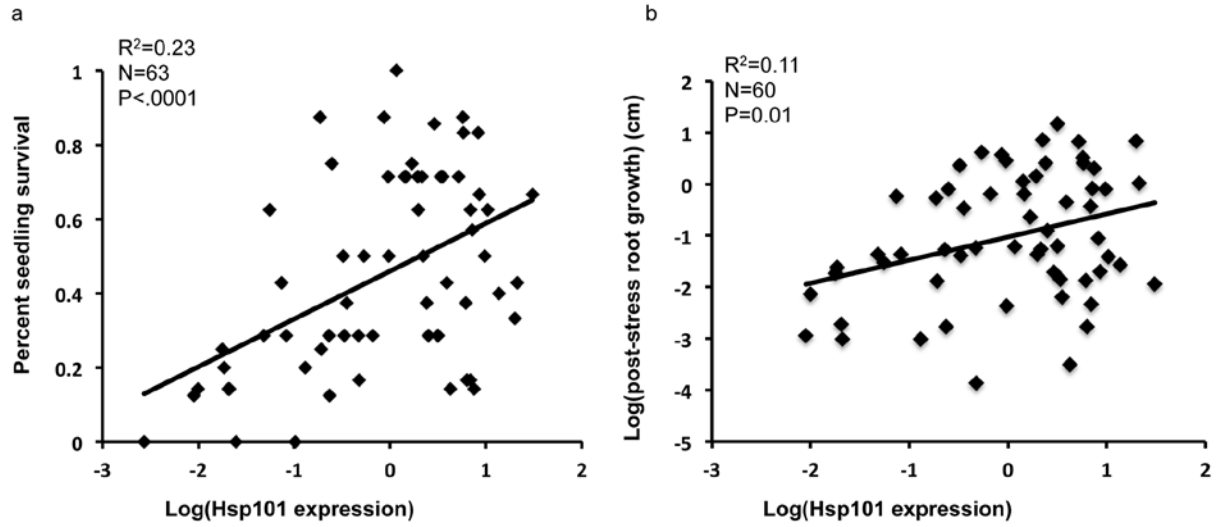 a
R²=0.23
N=63
P<.0001
1
0.8
0.6
0.4
0.2
0
-3
-2
-1
0
1
2
Percent seedling survival
Log(Hsp101 expression)
b
R²=0.11
N=60
P=0.01
2
1
0
-1
-2
-3
-4
-5
-3
-2
-1
0
1
2
Log(post-stress root growth) (cm)
Log(Hsp101 expression)